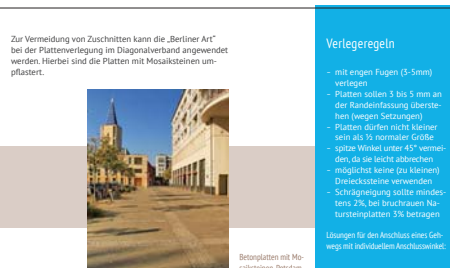 Zur Vermeidung von Zuschnitten kann die „Berliner Art"
bei der Plattenverlegung im Diagonalverband angewendet
werden. Hierbei sind die Platten mit Mosaiksteinen um-
pflastert.
Betonplatten mit Mo-
saiksteinen, Potsdam
Verlegeregeln
– mit engen Fugen (3-5mm)
verlegen
– Platten sollen 3 bis 5 mm an
der Randeinfassung überste-
hen (wegen Setzungen)
– Platten dürfen nicht kleiner
sein als ½ normaler Größe
– spitze Winkel unter 45° vermei-
den, da sie leicht abbrechen
– möglichst keine (zu kleinen)
Dreieckssteine verwenden
– Schrägneigung sollte mindes-
tens 2%, bei bruchrauen Na-
tursteinplatten 3% betragen
Lösungen für den Anschluss eines Geh-
wegs mit individuellem Anschlusswinkel: